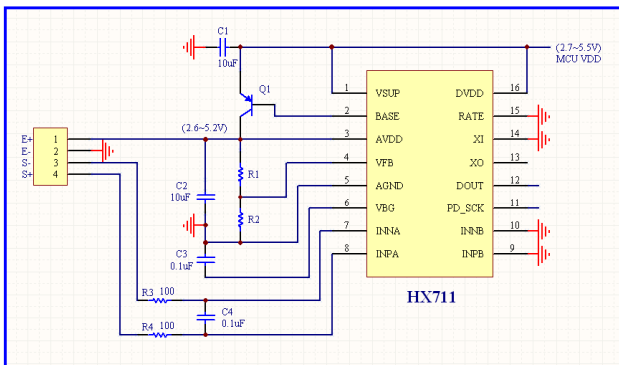 C1
10uF
(2.7~5.5V)
MCU VDD
Q1
1 VSUP DVDD 16
2 BASE RATE 15
(2.6~5.2V)
3 AVDD XI 14
4 VFB XO 13
5 AGND DOUT 12
6 VBG PD_SCK 11
7 INNA INNB 10
8 INPA INPB 9
HX711
E+ 1
E- 2
S- 3
S+ 4
R1
C2
10uF
R2
C3
0.1uF
R3 100
C4
0.1uF
R4 100